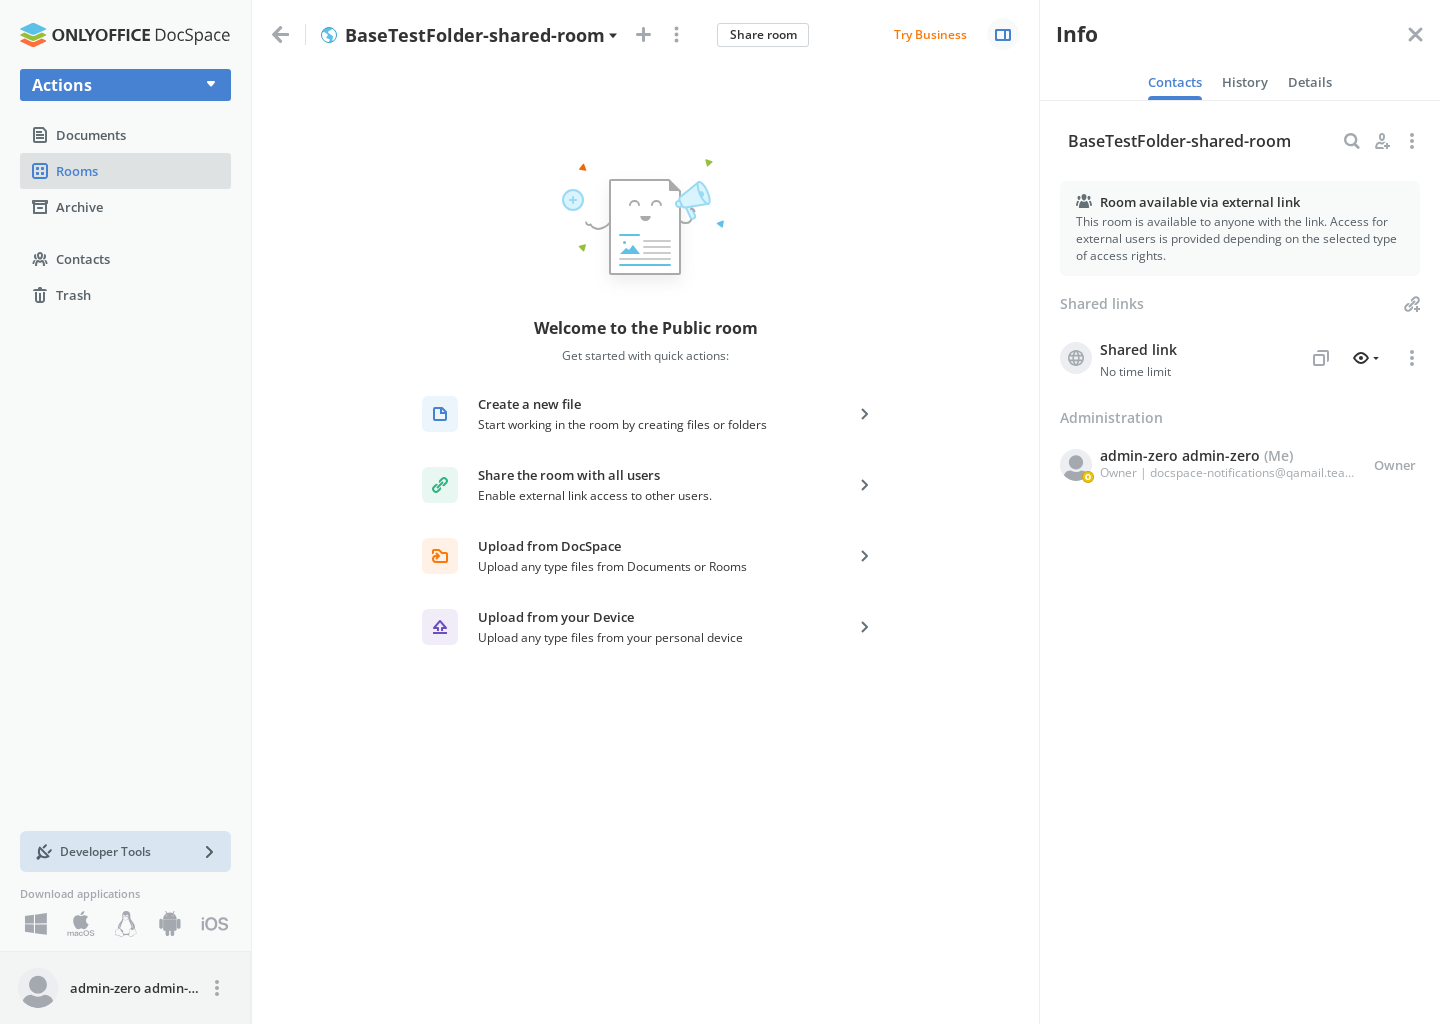 ONLYOFFICE DocSpace
Actions
Documents
Rooms
Archive
Contacts
Trash
Developer Tools
Download applications
macOS
iOS
admin-zero admin-...
BaseTestFolder-shared-room
Share room
Try Business
Welcome to the Public room
Get started with quick actions:
Create a new file
Start working in the room by creating files or folders
Share the room with all users
Enable external link access to other users.
Upload from DocSpace
Upload any type files from Documents or Rooms
Upload from your Device
Upload any type files from your personal device
Info
Contacts History Details
BaseTestFolder-shared-room
Room available via external link
This room is available to anyone with the link. Access for
external users is provided depending on the selected type
of access rights.
Shared links
Shared link
No time limit
Administration
admin-zero admin-zero (Me)
Owner | docspace-notifications@qamail.tea...
Owner